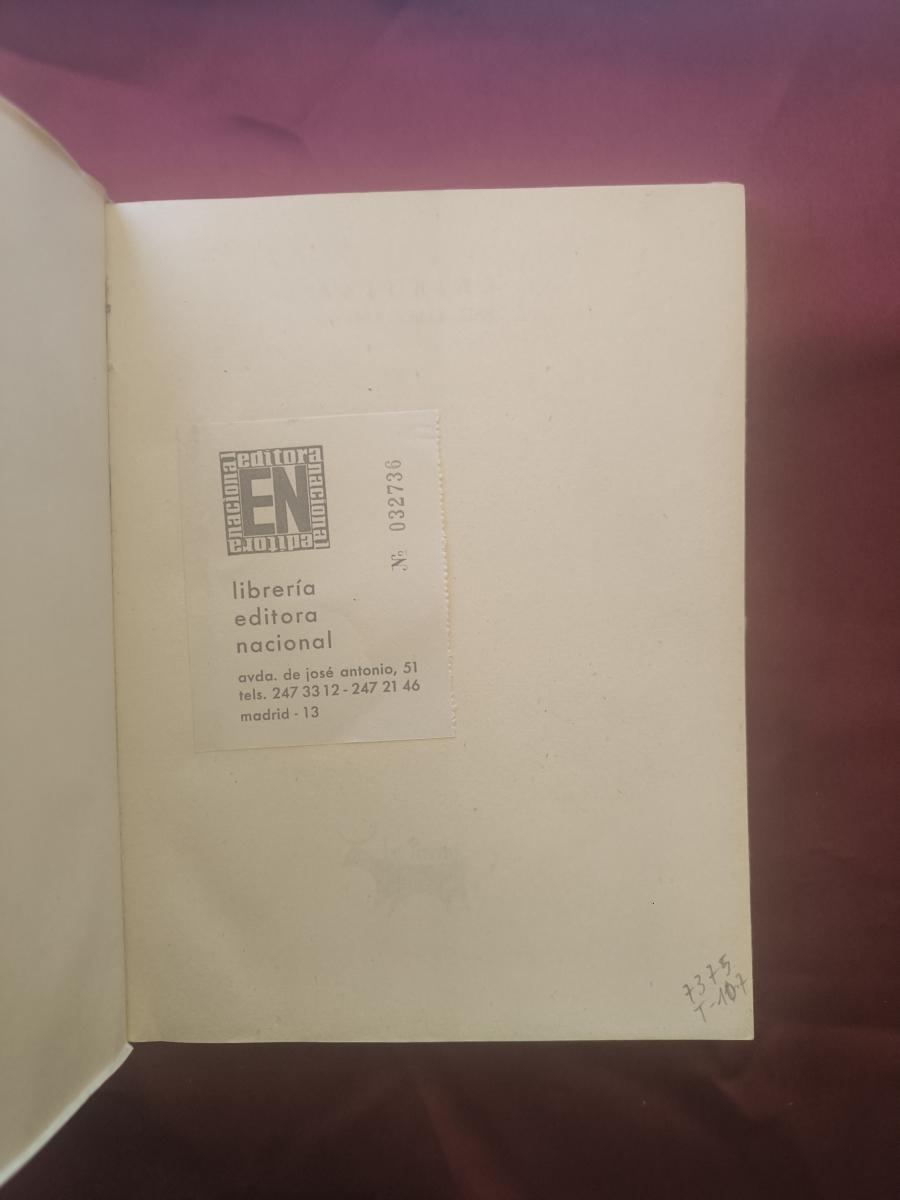 editora
nacional
editora
nacional
EN
Nº 032736
librería
editora
nacional
avda. de josé antonio, 51
tels. 247 33 12 - 247 21 46
madrid - 13
7375
T-107